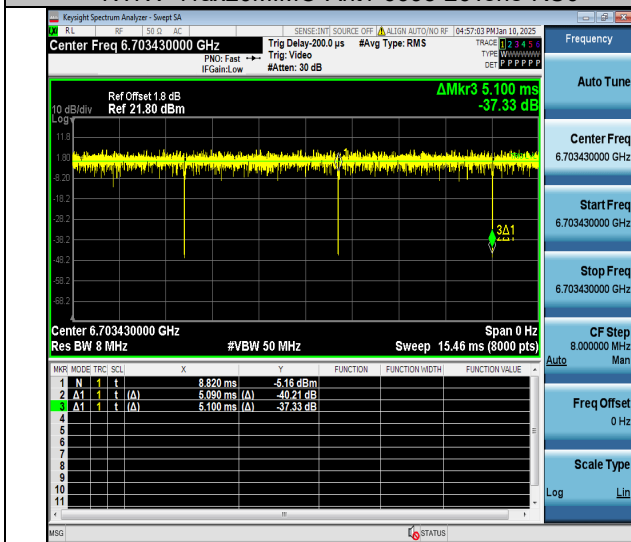 Keysight Spectrum Analyzer - Swept SA
RL RF 50 Ω AC SENSE:INT SOURCE OFF ALIGN AUTO/NO RF 04:57:03 PM Jan 10, 2025
Center Freq 6.703430000 GHz
PNO: Fast
IFGain:Low
Trig Delay-200.0 µs
Trig: Video
#Atten: 30 dB
#Avg Type: RMS
TRACE 1 2 3 4 5 6
TYPE WWWWWW
DET P P P P P P
ΔMkr3 5.100 ms
-37.33 dB
Ref Offset 1.8 dB
10 dB/div Ref 21.80 dBm
Log
11.8
1.80
-8.20
-18.2
-28.2
-38.2
-48.2
-58.2
-68.2
3Δ1
Center 6.703430000 GHz Span 0 Hz
Res BW 8 MHz #VBW 50 MHz Sweep 15.46 ms (8000 pts)
MKR MODE TRC SCL X Y FUNCTION FUNCTION WIDTH FUNCTION VALUE
1 N 1 t 8.820 ms -5.16 dBm
2 Δ1 1 t (Δ) 5.090 ms (Δ) -40.21 dB
3 Δ1 1 t (Δ) 5.100 ms (Δ) -37.33 dB
4
5
6
7
8
9
10
11
MSG STATUS
Frequency
Auto Tune
Center Freq
6.703430000 GHz
Start Freq
6.703430000 GHz
Stop Freq
6.703430000 GHz
CF Step
8.000000 MHz
Auto Man
Freq Offset
0 Hz
Scale Type
Log Lin